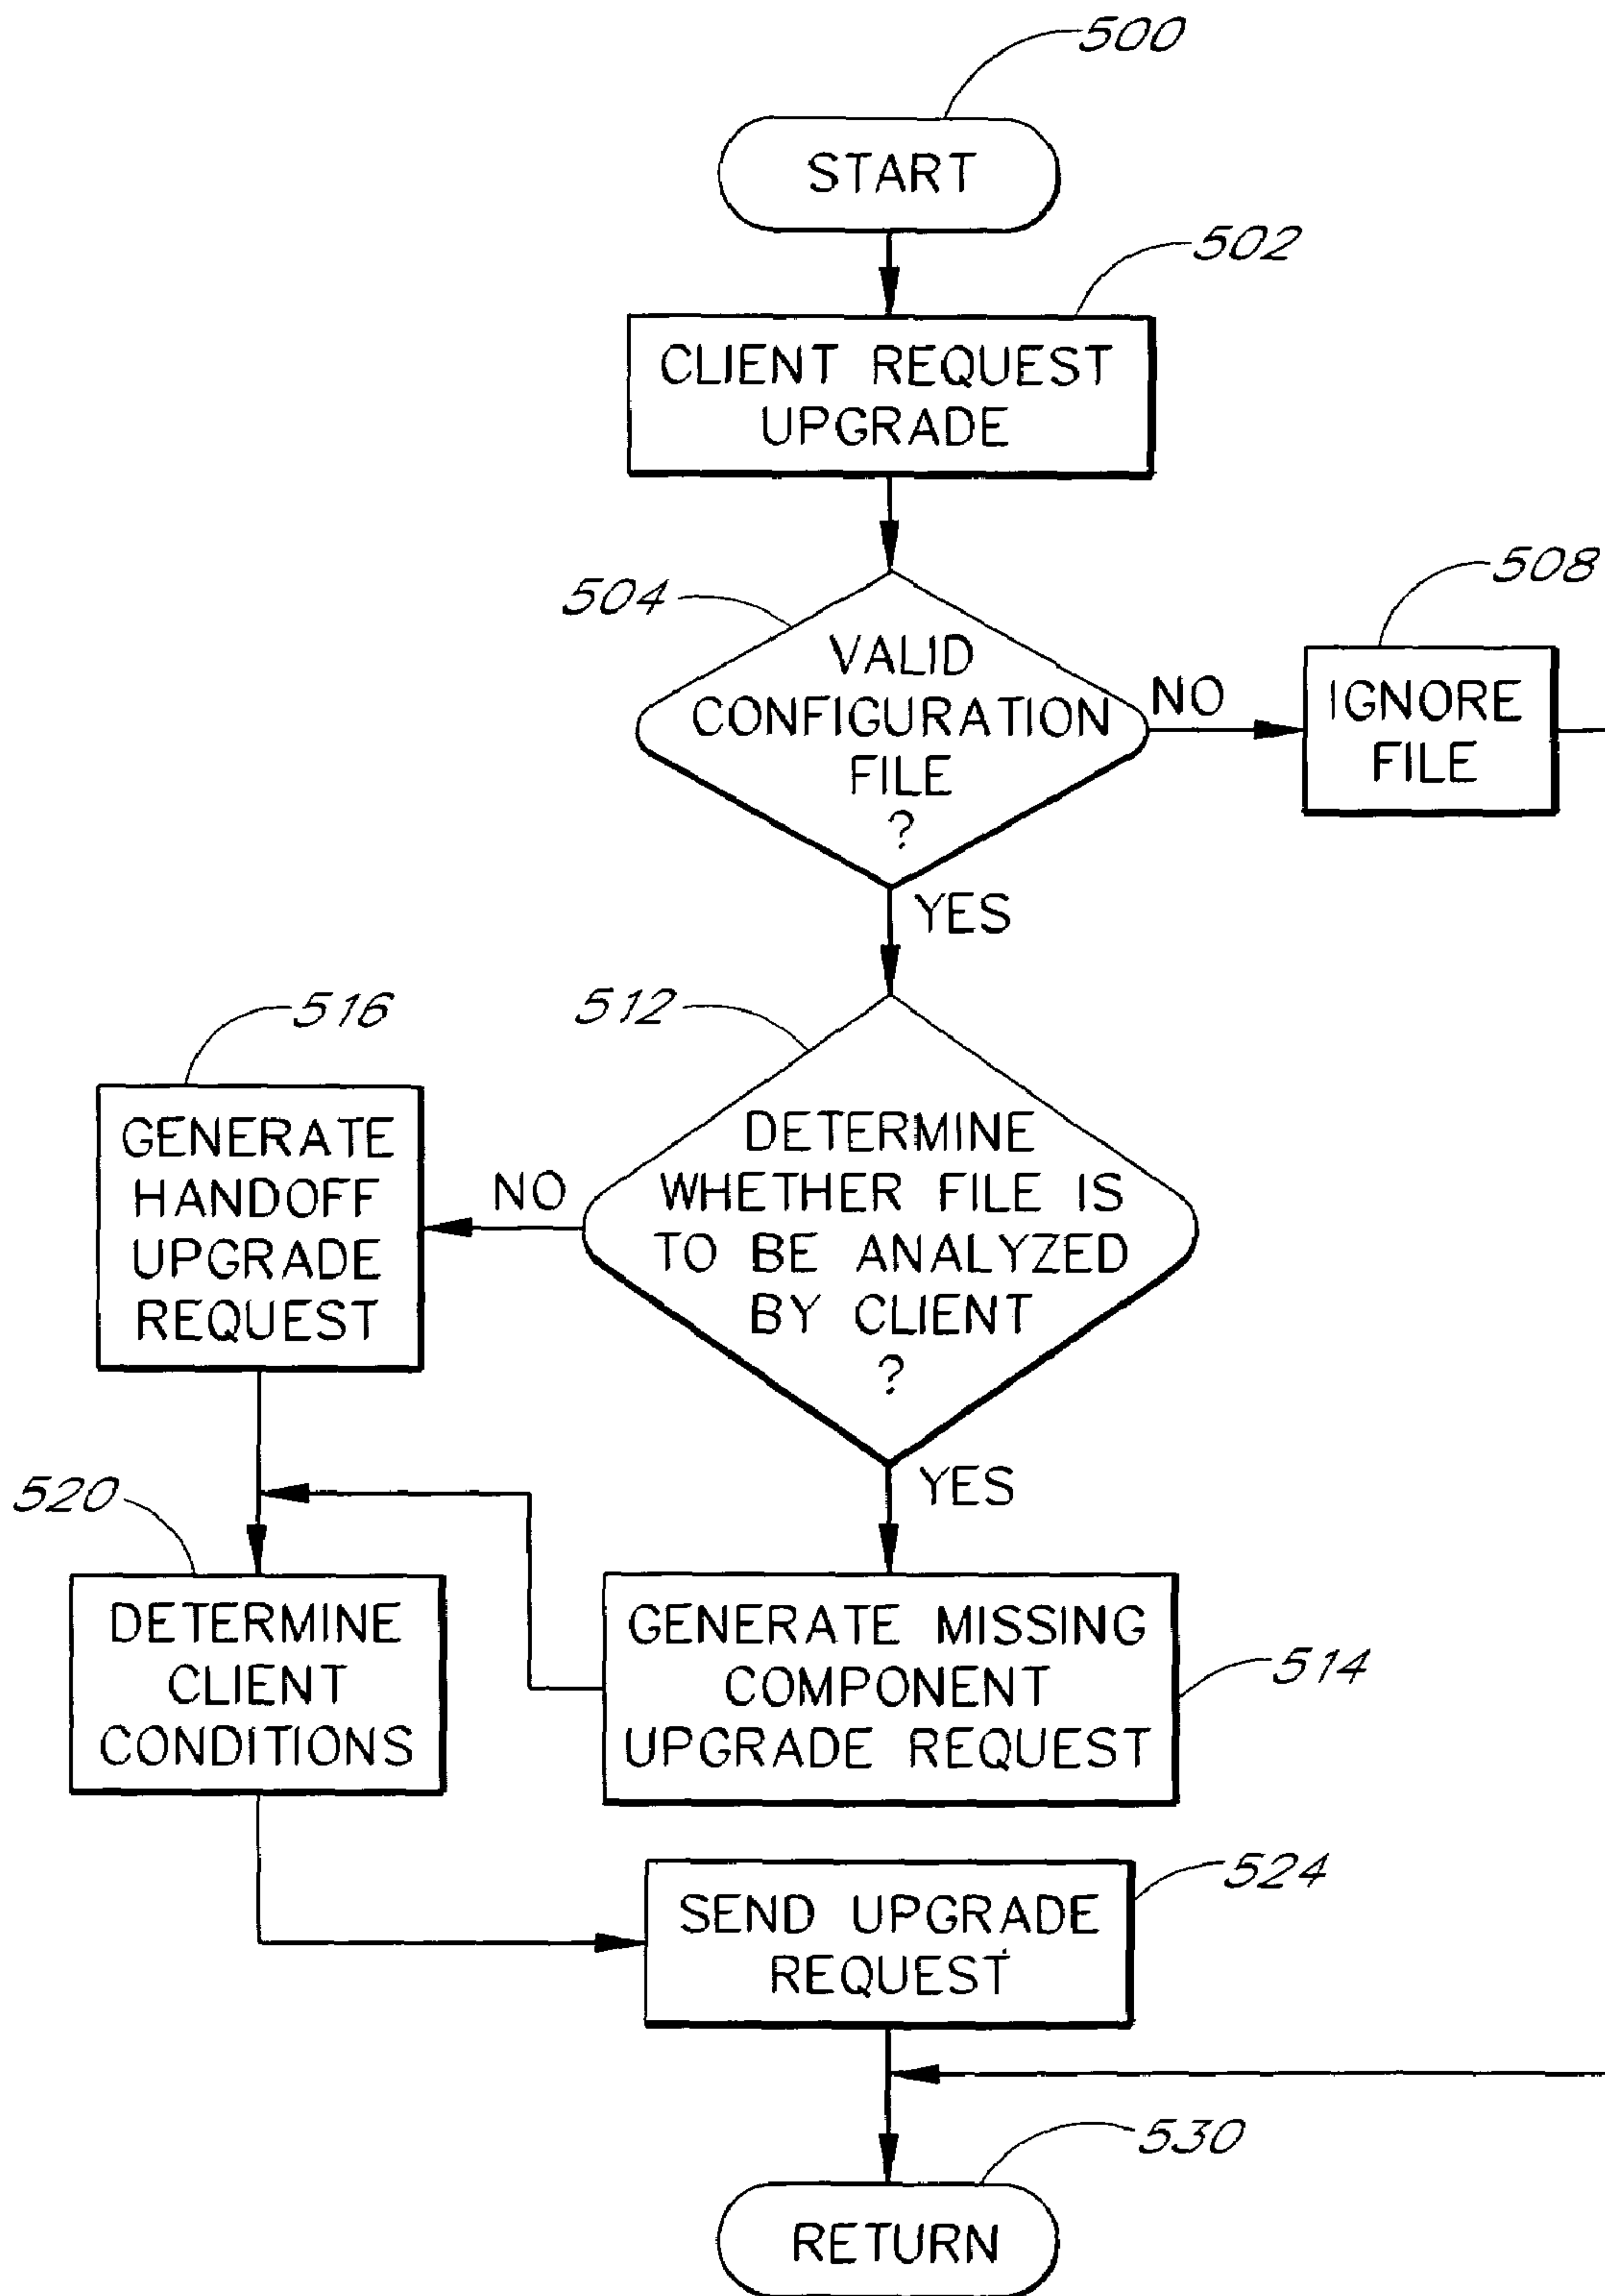 500
START
502
CLIENT REQUEST
UPGRADE
504
VALID
CONFIGURATION
FILE
?
NO
508
IGNORE
FILE
YES
516
512
GENERATE
HANDOFF
UPGRADE
REQUEST
NO
DETERMINE
WHETHER FILE IS
TO BE ANALYZED
BY CLIENT
?
YES
520
DETERMINE
CLIENT
CONDITIONS
GENERATE MISSING
COMPONENT
UPGRADE REQUEST
514
524
SEND UPGRADE
REQUEST
530
RETURN